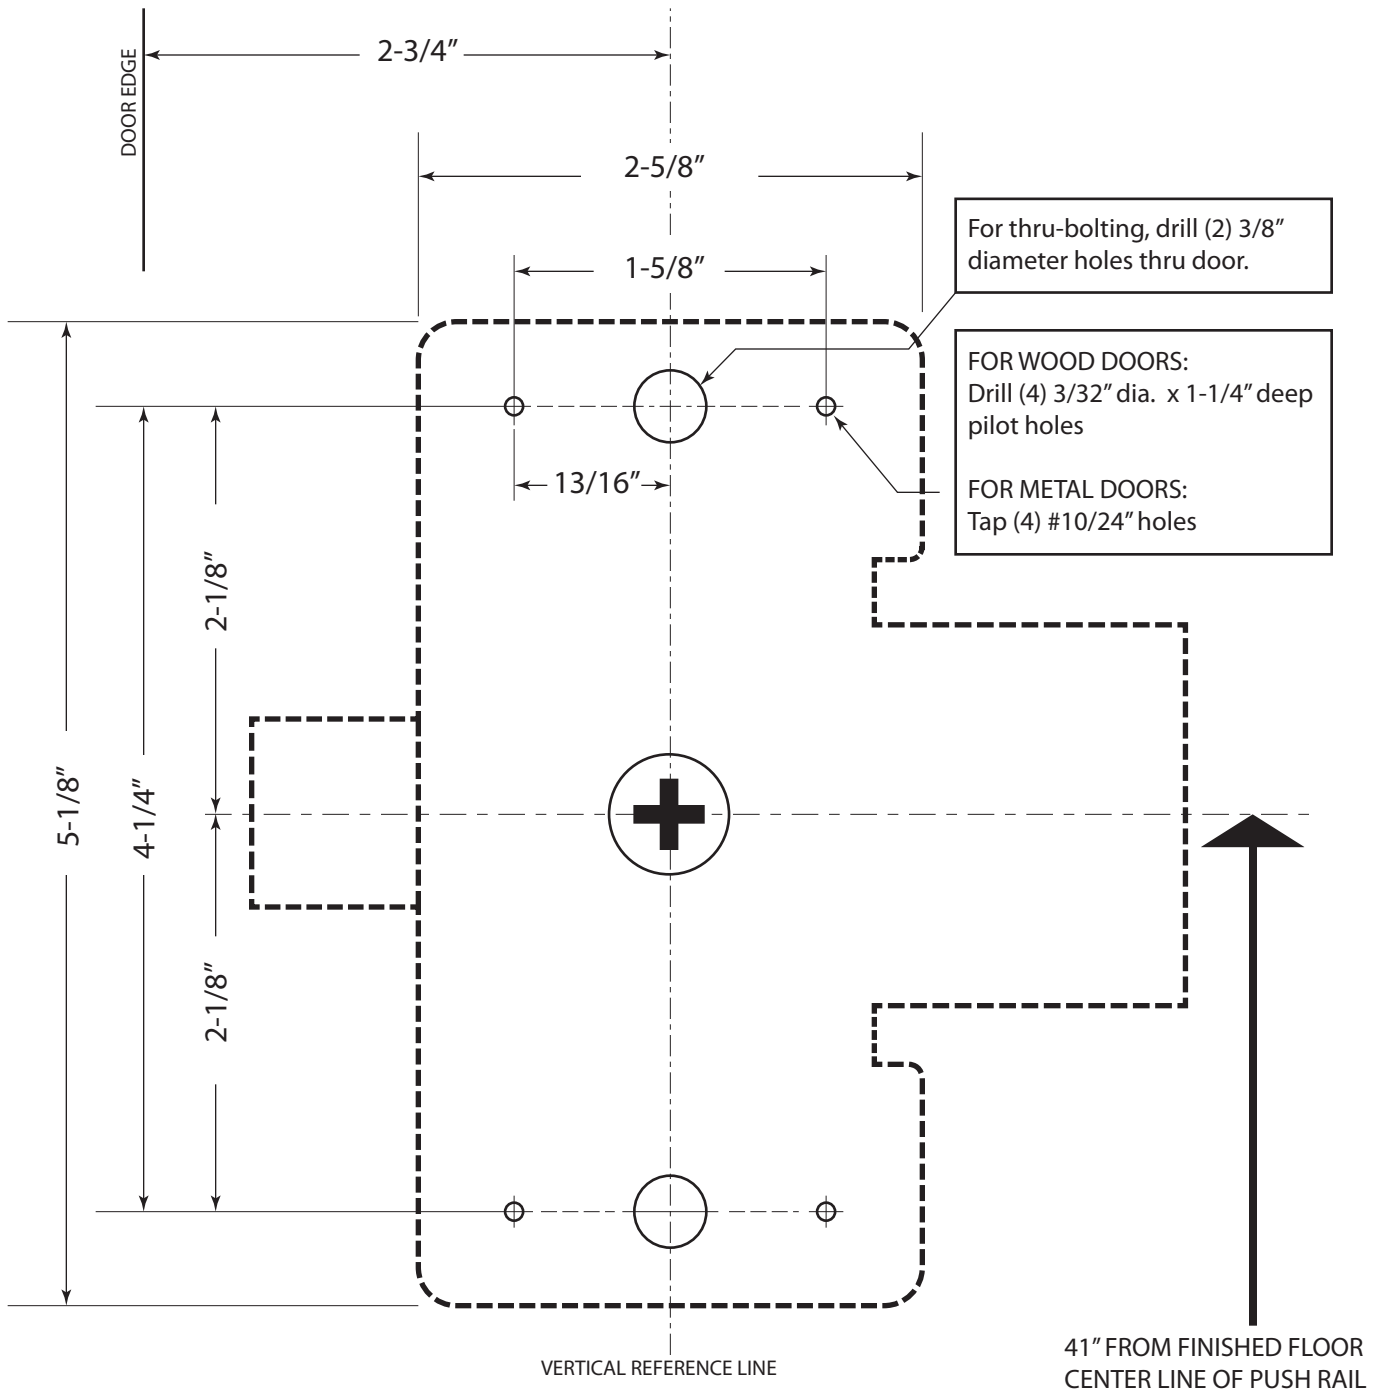 DOOR EDGE
2-3/4”
2-5/8”
1-5/8”
For thru-bolting, drill (2) 3/8”
diameter holes thru door.
FOR WOOD DOORS:
Drill (4) 3/32” dia. x 1-1/4” deep
pilot holes
FOR METAL DOORS:
Tap (4) #10/24” holes
13/16”
2-1/8”
5-1/8”
4-1/4”
2-1/8”
41” FROM FINISHED FLOOR
CENTER LINE OF PUSH RAIL
VERTICAL REFERENCE LINE